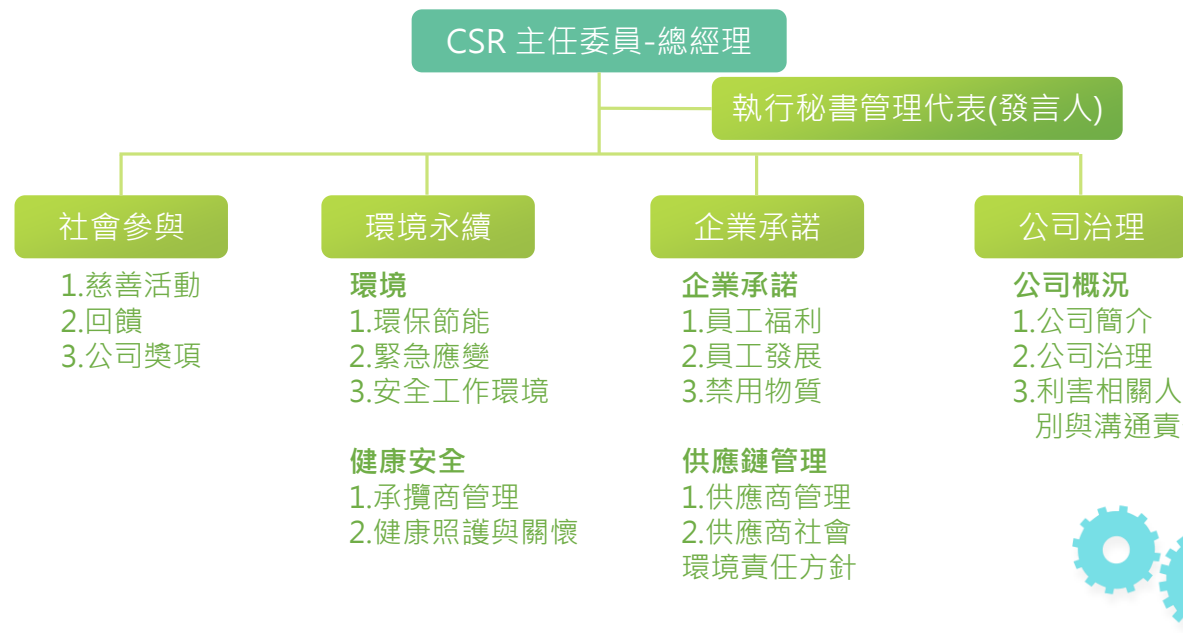 CSR 主任委員-總經理
執行秘書管理代表(發言人)
社會參與
1.慈善活動
2.回饋
3.公司獎項
環境永續
環境
1.環保節能
2.緊急應變
3.安全工作環境
健康安全
1.承攬商管理
2.健康照護與關懷
企業承諾
企業承諾
1.員工福利
2.員工發展
3.禁用物質
供應鏈管理
1.供應商管理
2.供應商社會
環境責任方針
公司治理
公司概況
1.公司簡介
2.公司治理
3.利害相關人
別與溝通責